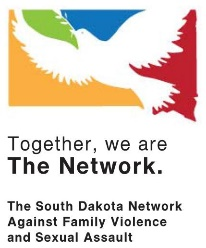 Together, we are
The Network.
The South Dakota Network
Against Family Violence
and Sexual Assault